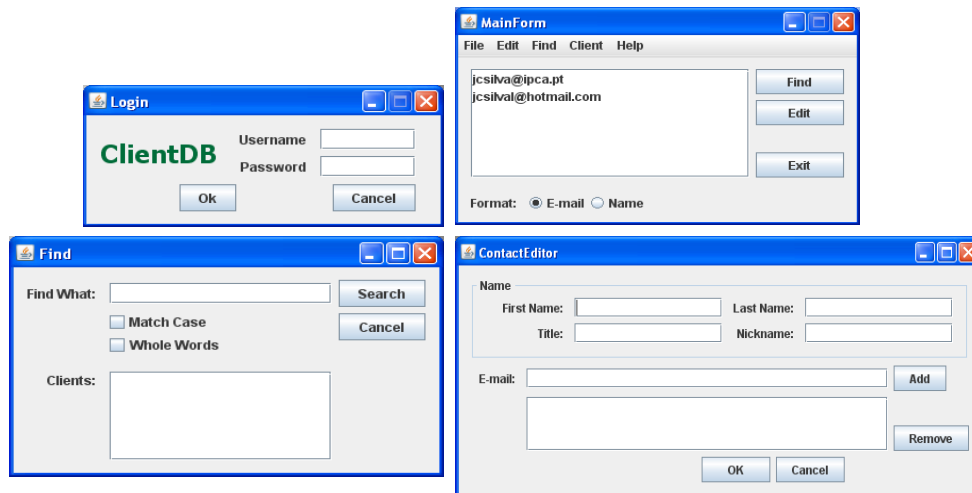 Login
ClientDB
Username
Password
Ok Cancel
MainForm
File Edit Find Client Help
jcsilva@ipca.pt
jcsilval@hotmail.com
Find
Edit
Exit
Format: E-mail Name
Find
Find What: Search
Match Case Cancel
Whole Words
Clients:
ContactEditor
Name
First Name: Last Name:
Title: Nickname:
E-mail: Add
Remove
OK Cancel